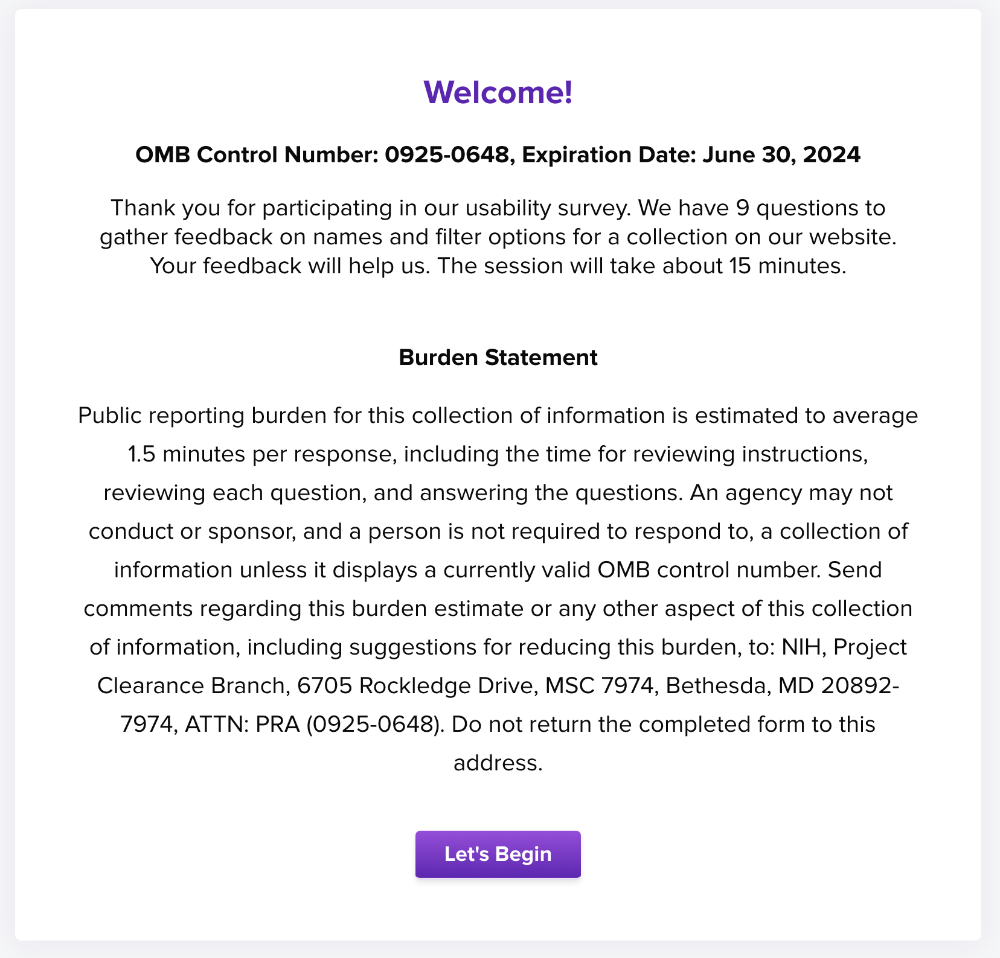 Welcome!
OMB Control Number: 0925-0648, Expiration Date: June 30, 2024
Thank you for participating in our usability survey. We have 9 questions to
gather feedback on names and filter options for a collection on our website.
Your feedback will help us. The session will take about 15 minutes.
Burden Statement
Public reporting burden for this collection of information is estimated to average
1.5 minutes per response, including the time for reviewing instructions,
reviewing each question, and answering the questions. An agency may not
conduct or sponsor, and a person is not required to respond to, a collection of
information unless it displays a currently valid OMB control number. Send
comments regarding this burden estimate or any other aspect of this collection
of information, including suggestions for reducing this burden, to: NIH, Project
Clearance Branch, 6705 Rockledge Drive, MSC 7974, Bethesda, MD 20892-
7974, ATTN: PRA (0925-0648). Do not return the completed form to this
address.
Let's Begin